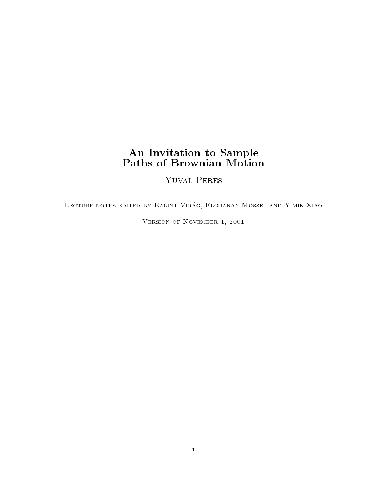 An Invitation to Sample
Paths of Brownian Motion
Yuval Peres
Lecture notes edited by Bálint Virág, Elchanan Mossel and Yimin Xiao
Version of November 1, 2001
1